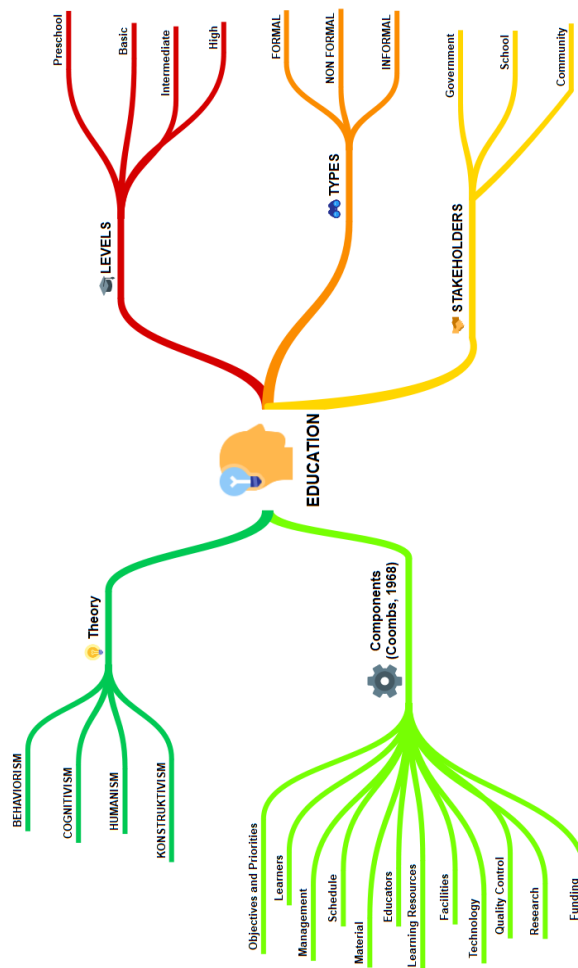 EDUCATION
LEVELS
Preschool
Basic
Intermediate
High
TYPES
FORMAL
NON FORMAL
INFORMAL
STAKEHOLDERS
Government
School
Community
Theory
BEHAVIORISM
COGNITIVISM
HUMANISM
KONSTRUKTIVISM
Components
(Coombs, 1968)
Objectives and Priorities
Learners
Management
Schedule
Material
Educators
Learning Resources
Facilities
Technology
Quality Control
Research
Funding